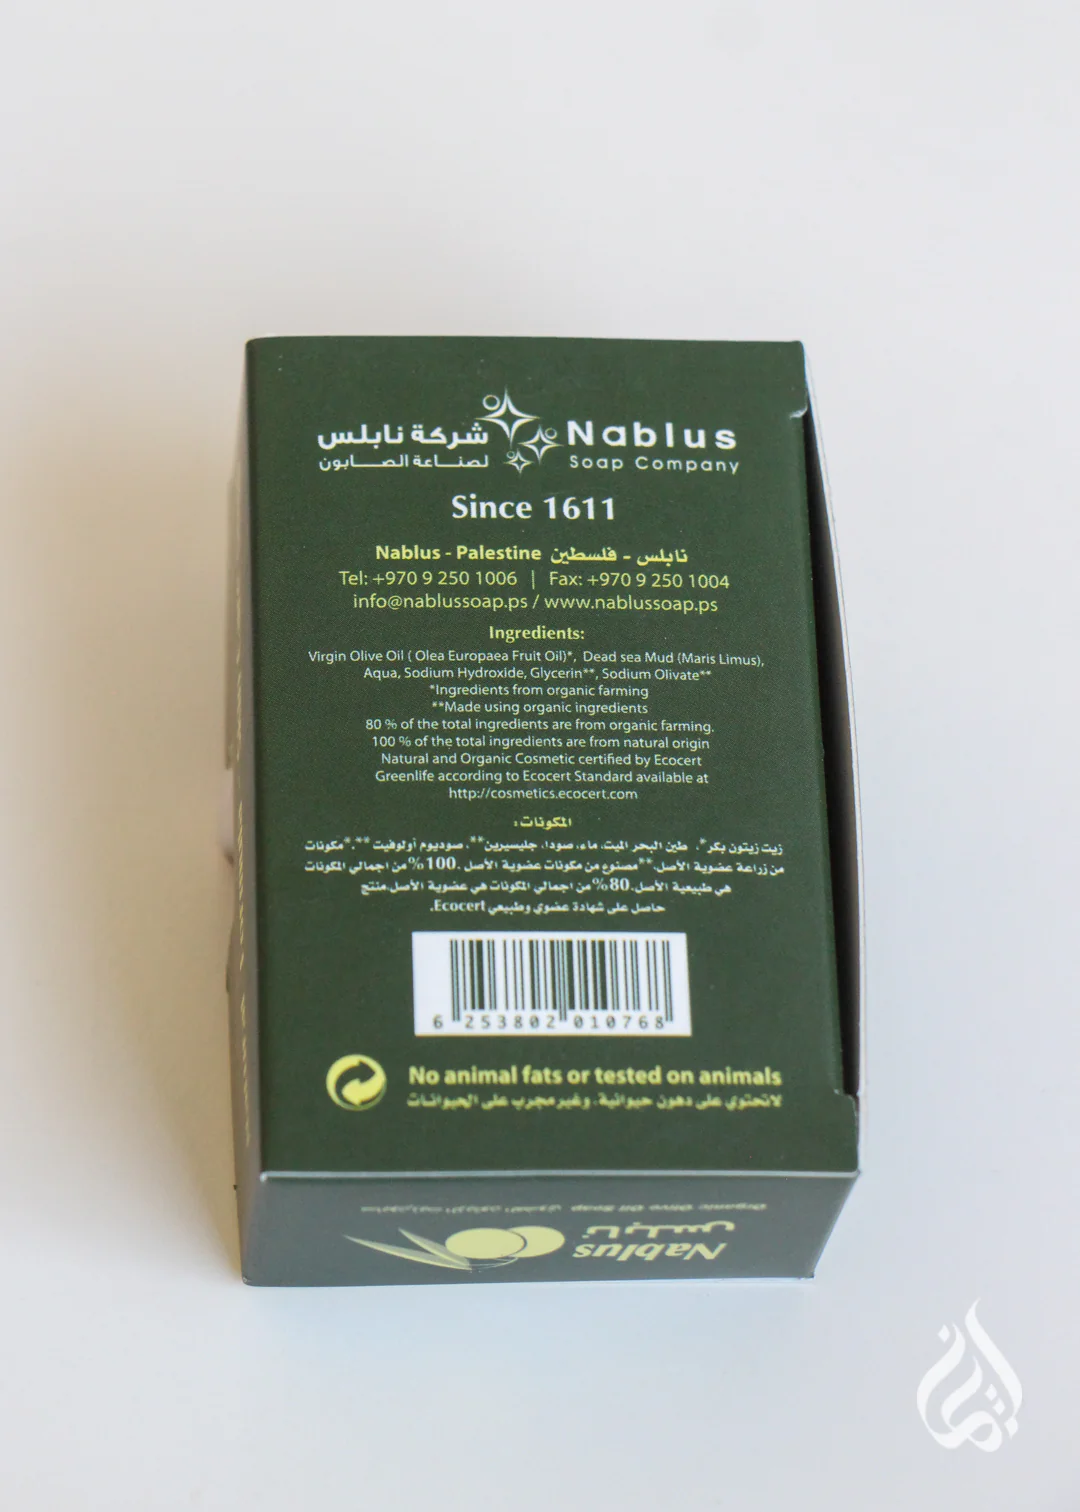 شركة نابلس
لصناعة الصابون
Nablus
Soap Company
Since 1611
Nablus - Palestine نابلس - فلسطين
Tel: +970 9 250 1006 | Fax: +970 9 250 1004
info@nablussoap.ps / www.nablussoap.ps
Ingredients:
Virgin Olive Oil ( Olea Europaea Fruit Oil)*, Dead sea Mud (Maris Limus),
Aqua, Sodium Hydroxide, Glycerin**, Sodium Olivate**
*Ingredients from organic farming
**Made using organic ingredients
80 % of the total ingredients are from organic farming.
100 % of the total ingredients are from natural origin
Natural and Organic Cosmetic certified by Ecocert
Greenlife according to Ecocert Standard available at
http://cosmetics.ecocert.com
المكونات:
زيت زيتون بكر*، طين البحر الميت، ماء، صودا، جليسيرين**، صوديوم أولوفيت**.*مكونات
من زراعة عضوية الأصل، **مصنوع من مكونات عضوية الأصل .100% من اجمالي المكونات
هي طبيعية الأصل.80% من اجمالي المكونات هي عضوية الأصل.منتج
حاصل على شهادة عضوي وطبيعي Ecocert.
6 253802 010768
No animal fats or tested on animals
لاتحتوي على دهون حيوانية، وغير مجرب على الحيوانات
Organic Olive Oil Soap
نابلس
Nablus